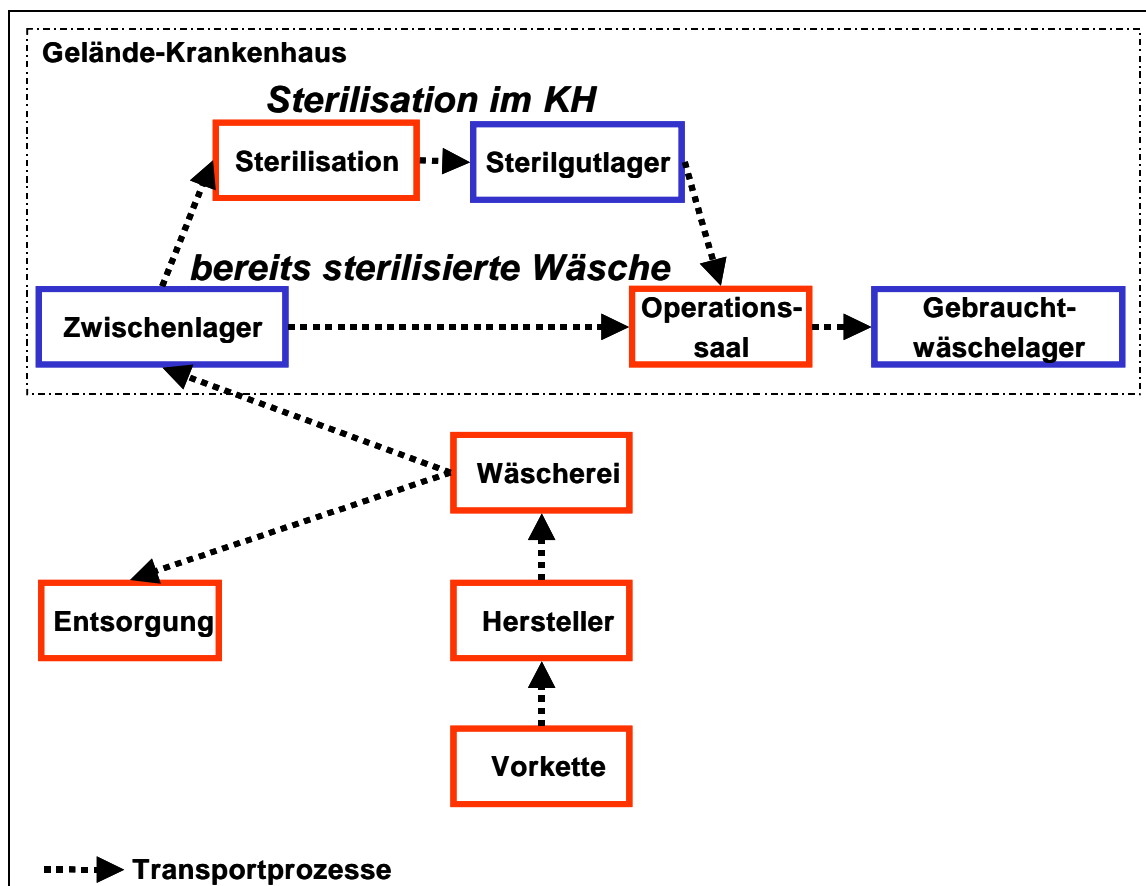 Gelände-Krankenhaus
Sterilisation im KH
Sterilisation
Sterilgutlager
bereits sterilisierte Wäsche
Zwischenlager
Operations-
saal
Gebraucht-
wäschelager
Wäscherei
Entsorgung
Hersteller
Vorkette
Transportprozesse